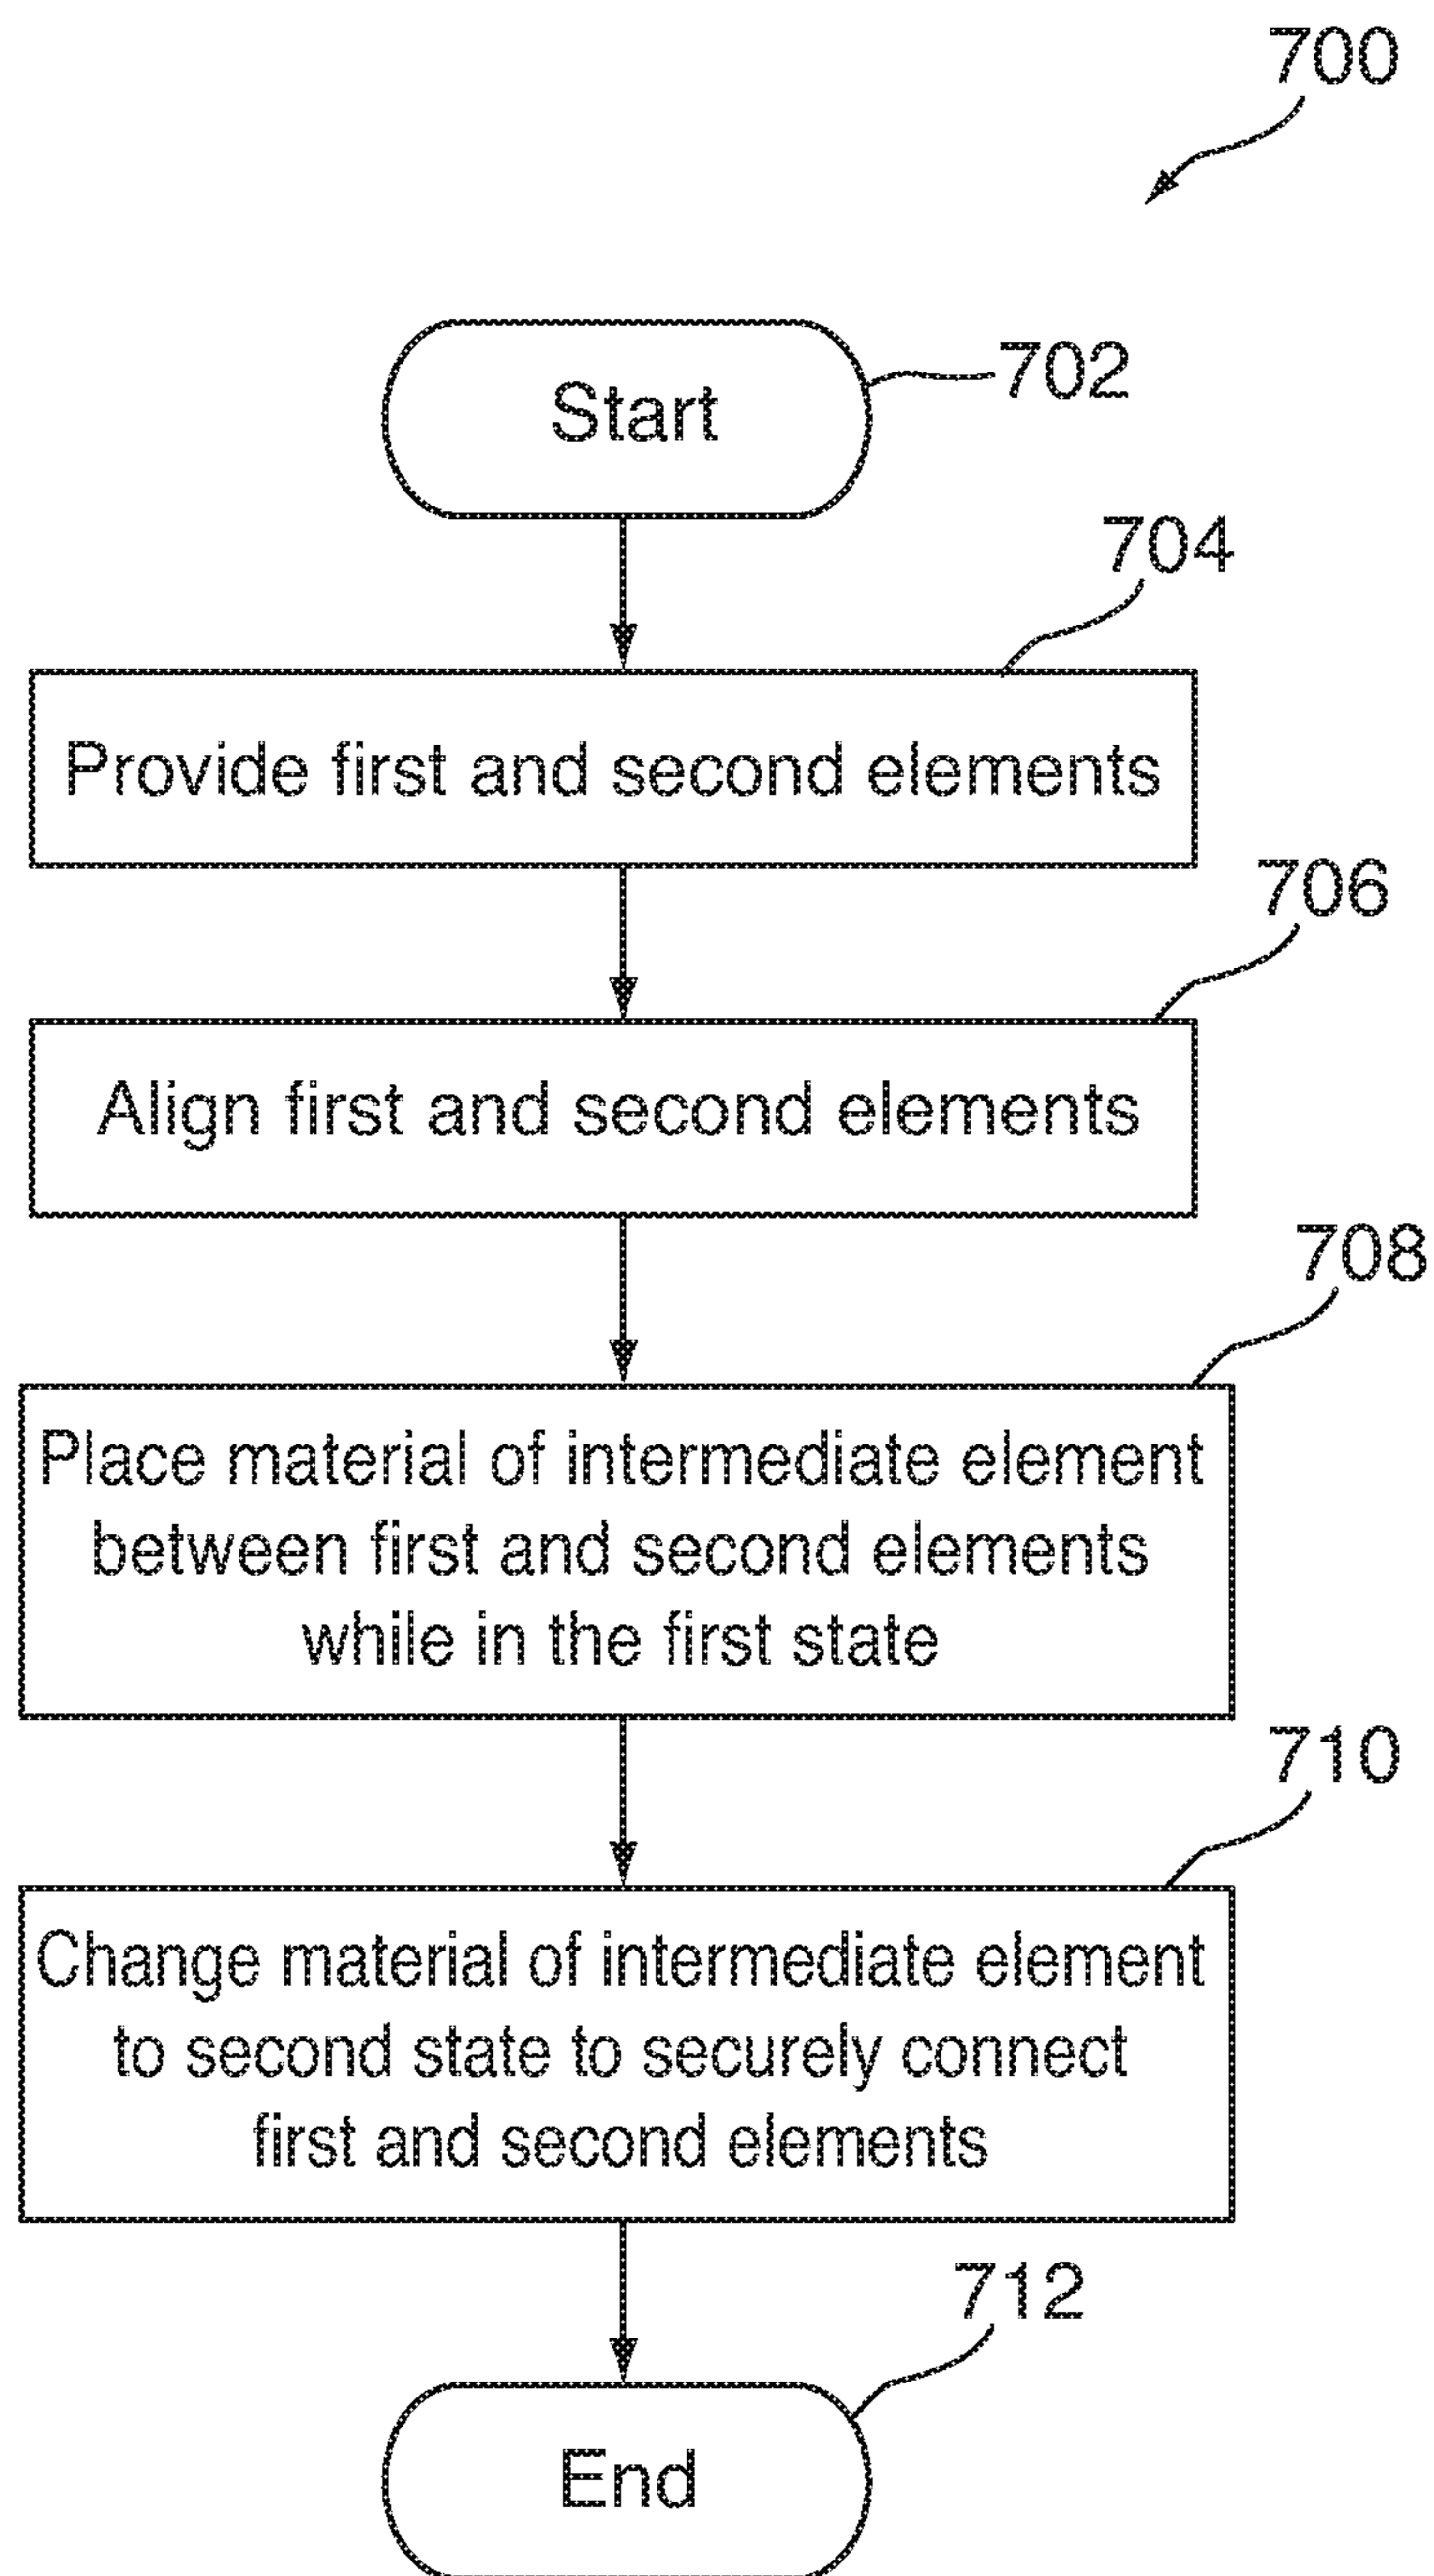 700
Start
702
704
Provide first and second elements
706
Align first and second elements
708
Place material of intermediate element
between first and second elements
while in the first state
710
Change material of intermediate element
to second state to securely connect
first and second elements
712
End